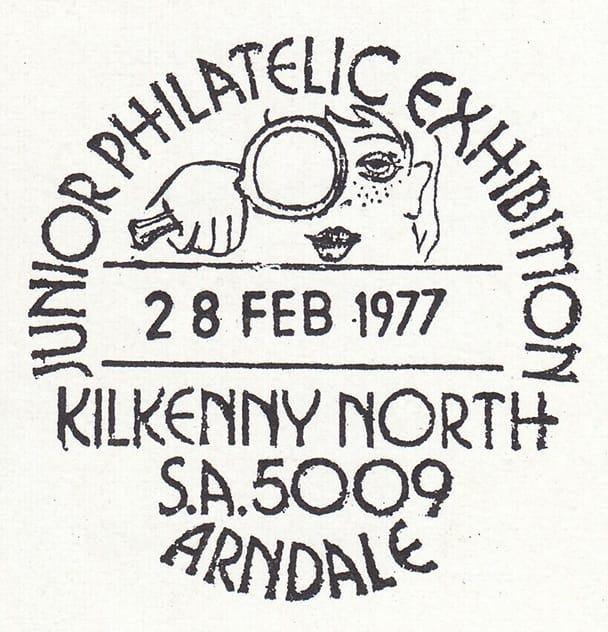 JUNIOR PHILATELIC EXHIBITION
28 FEB 1977
KILKENNY NORTH
S.A. 5009
ARNDALE